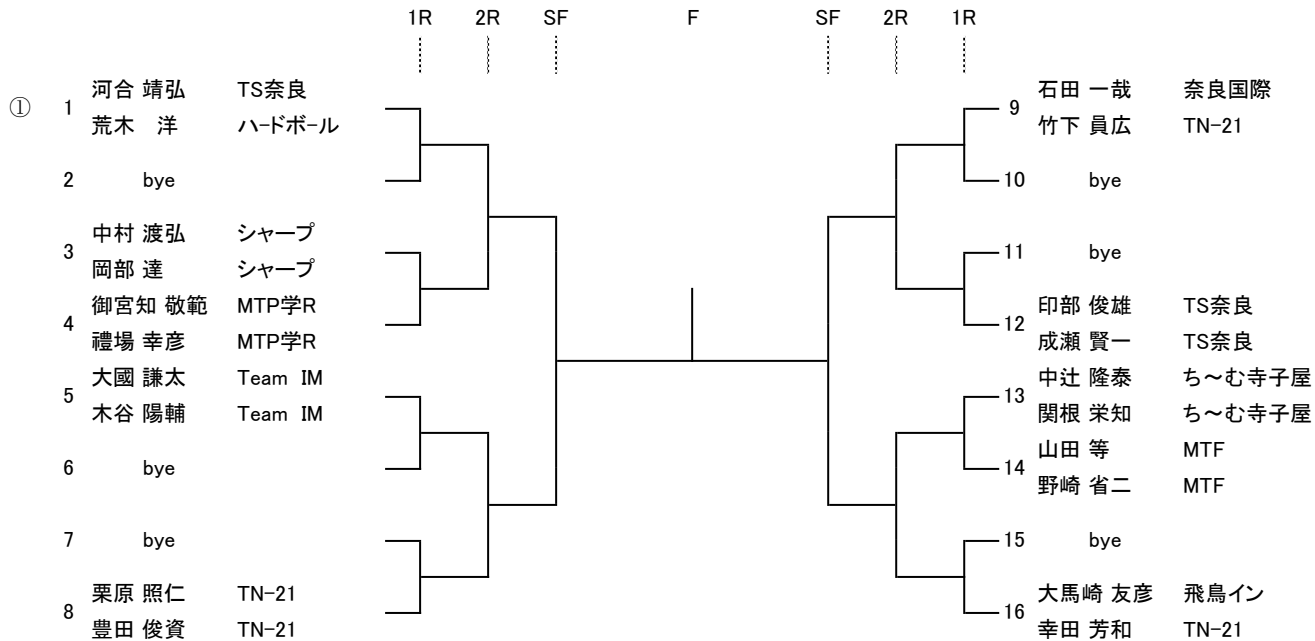 1R 2R SF F SF 2R 1R
① 1 河合 靖弘 TS奈良
荒木 洋 ハードボール
2 bye
3 中村 渡弘 シャープ
岡部 達 シャープ
4 御宮知 敬範 MTP学R
禮場 幸彦 MTP学R
5 大國 謙太 Team IM
木谷 陽輔 Team IM
6 bye
7 bye
8 栗原 照仁 TN-21
豊田 俊資 TN-21
9 石田 一哉 奈良国際
竹下 員広 TN-21
10 bye
11 bye
12 印部 俊雄 TS奈良
成瀬 賢一 TS奈良
13 中辻 隆泰 ち～む寺子屋
関根 栄知 ち～む寺子屋
14 山田 等 MTF
野崎 省二 MTF
15 bye
16 大馬崎 友彦 飛鳥イン
幸田 芳和 TN-21